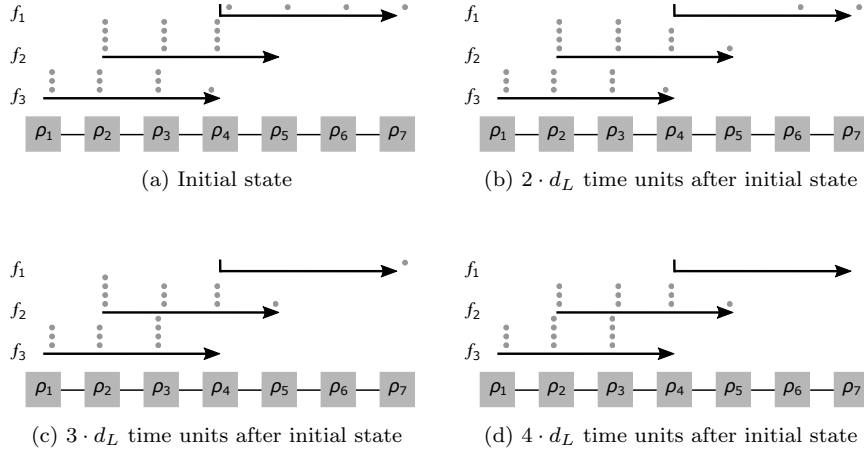 f1
f2
f3
ρ1 ρ2 ρ3 ρ4 ρ5 ρ6 ρ7
(a) Initial state
f1
f2
f3
ρ1 ρ2 ρ3 ρ4 ρ5 ρ6 ρ7
(b) 2 · dL time units after initial state
f1
f2
f3
ρ1 ρ2 ρ3 ρ4 ρ5 ρ6 ρ7
(c) 3 · dL time units after initial state
f1
f2
f3
ρ1 ρ2 ρ3 ρ4 ρ5 ρ6 ρ7
(d) 4 · dL time units after initial state